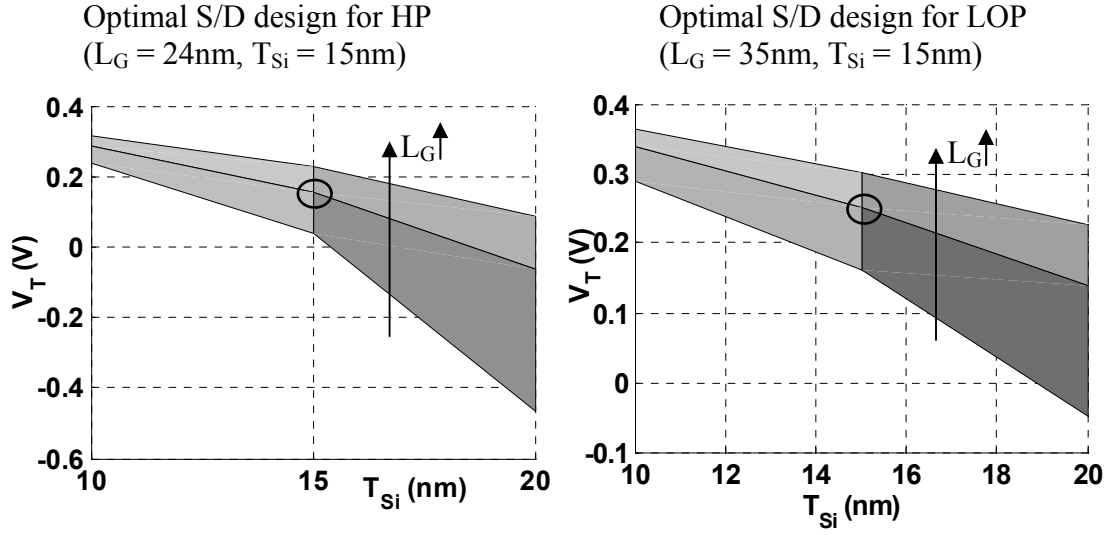 Optimal S/D design for HP
(L_G = 24nm, T_Si = 15nm)
0.4
0.2
0
-0.2
-0.4
-0.6
V_T (V)
L_G
10
15
20
T_Si (nm)
Optimal S/D design for LOP
(L_G = 35nm, T_Si = 15nm)
0.4
0.3
0.2
0.1
0
-0.1
V_T (V)
L_G
10
12
14
16
18
20
T_Si (nm)